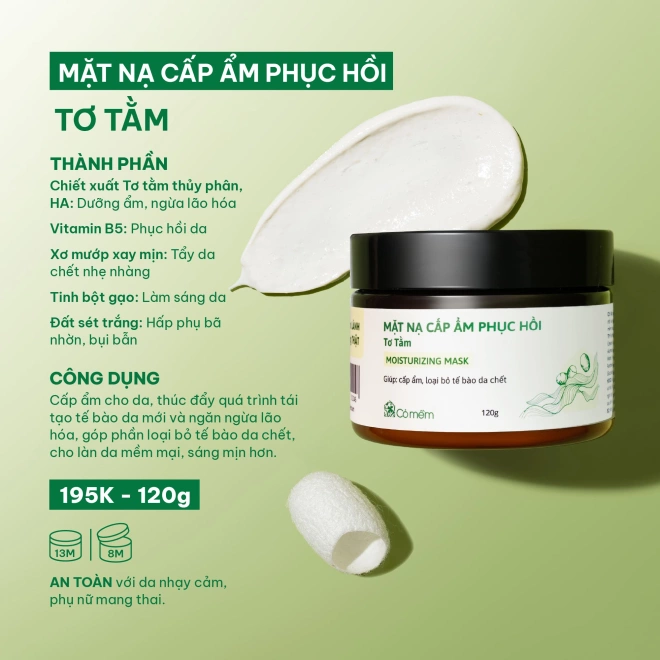 MẶT NẠ CẤP ẨM PHỤC HỒI
TƠ TẰM
THÀNH PHẦN
Chiết xuất Tơ tằm thủy phân,
HA: Dưỡng ẩm, ngừa lão hóa
Vitamin B5: Phục hồi da
Xơ mướp xay mịn: Tẩy da
chết nhẹ nhàng
Tinh bột gạo: Làm sáng da
Đất sét trắng: Hấp phụ bã
nhờn, bụi bẩn
CÔNG DỤNG
Cấp ẩm cho da, thúc đẩy quá trình tái
tạo tế bào da mới và ngăn ngừa lão
hóa, góp phần loại bỏ tế bào da chết,
cho làn da mềm mại, sáng mịn hơn.
195K - 120g
13M
8M
AN TOÀN với da nhạy cảm,
phụ nữ mang thai.
MẶT NẠ CẤP ẨM PHỤC HỒI
Tơ Tằm
MOISTURIZING MASK
Giúp: cấp ẩm, loại bỏ tế bào da chết
Cỏ mềm
120g